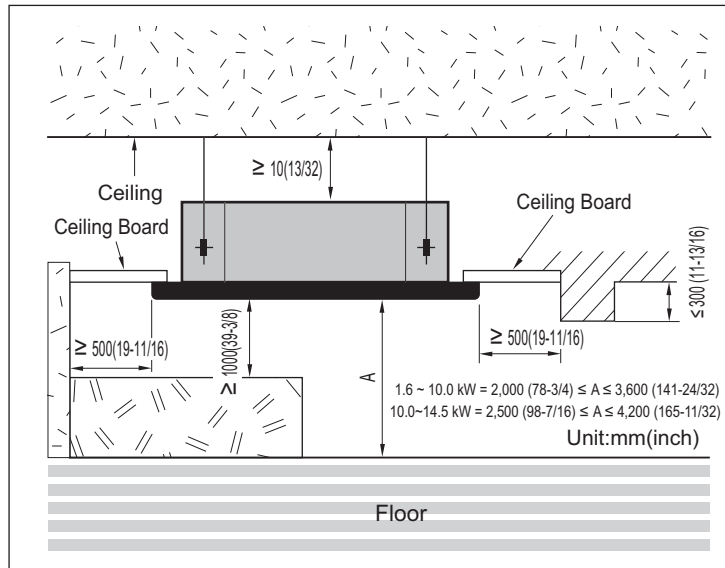 ≥ 10(13/32)
Ceiling
Ceiling Board
Ceiling Board
≤ 300 (11-13/16)
≥ 500(19-11/16)
≥ 1000(39-3/8)
A
≥ 500(19-11/16)
1.6 ~ 10.0 kW = 2,000 (78-3/4) ≤ A ≤ 3,600 (141-24/32)
10.0~14.5 kW = 2,500 (98-7/16) ≤ A ≤ 4,200 (165-11/32)
Unit:mm(inch)
Floor